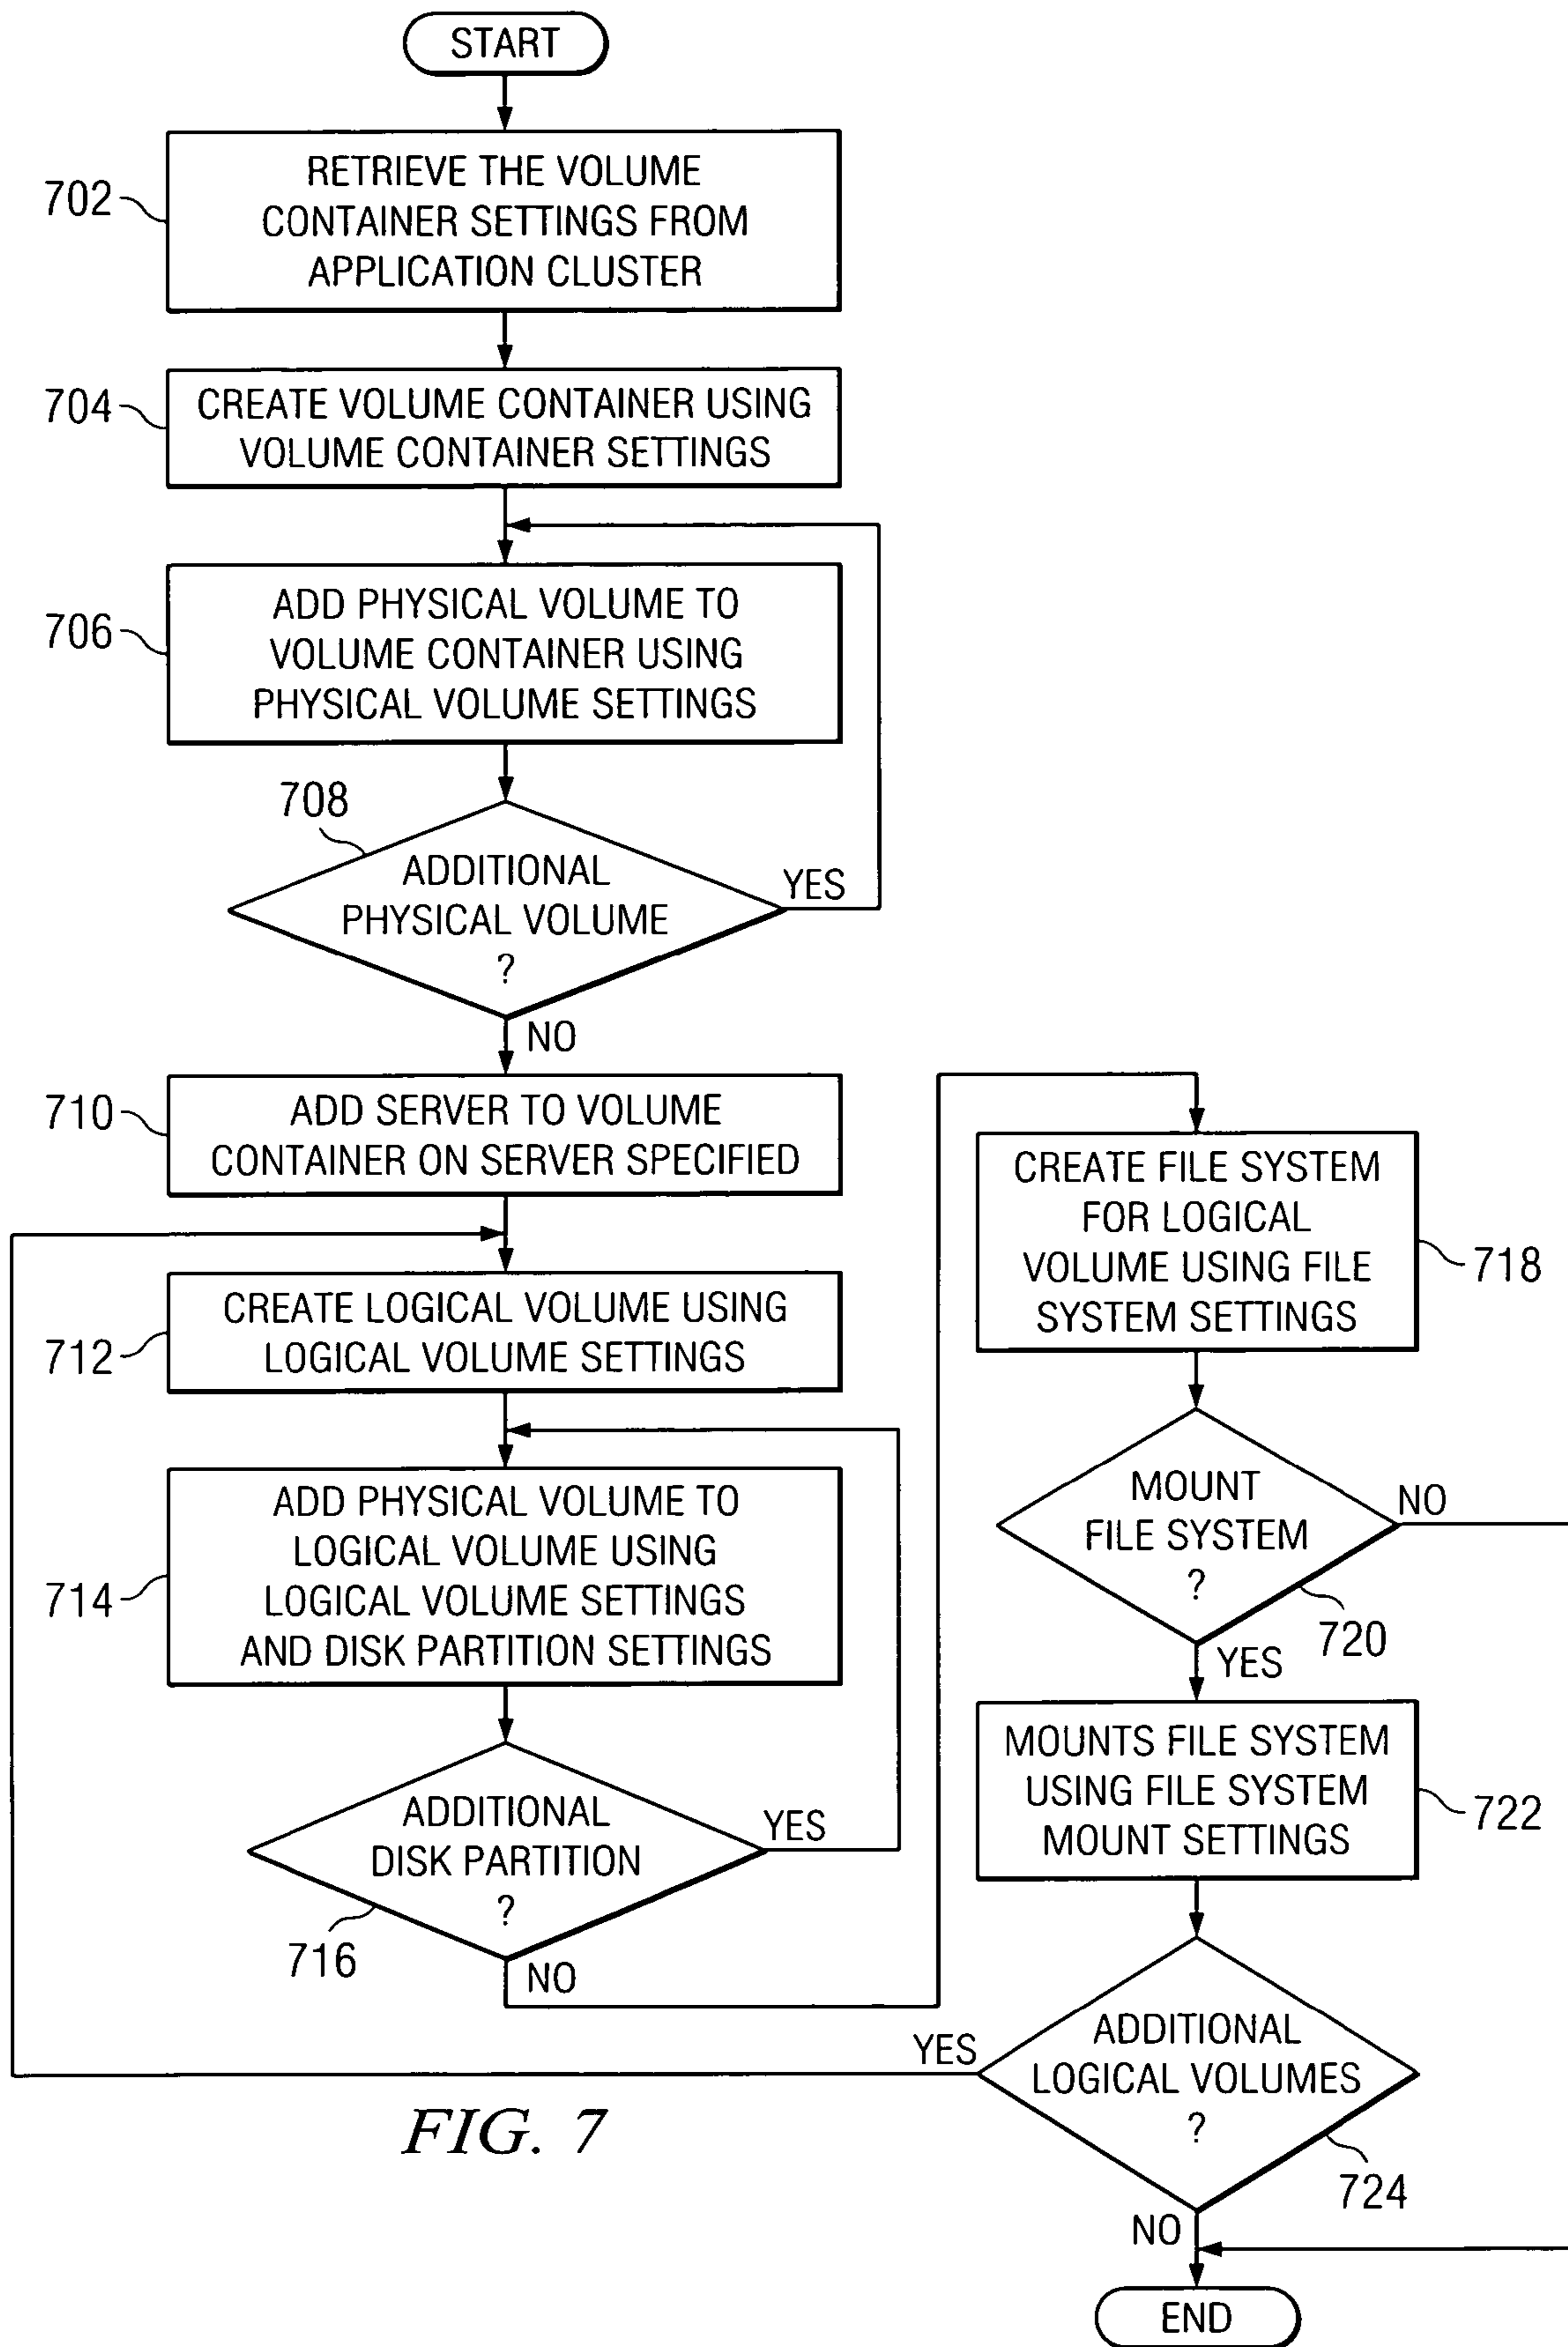 START
702
RETRIEVE THE VOLUME
CONTAINER SETTINGS FROM
APPLICATION CLUSTER
704
CREATE VOLUME CONTAINER USING
VOLUME CONTAINER SETTINGS
706
ADD PHYSICAL VOLUME TO
VOLUME CONTAINER USING
PHYSICAL VOLUME SETTINGS
708
ADDITIONAL
PHYSICAL VOLUME
?
YES
NO
710
ADD SERVER TO VOLUME
CONTAINER ON SERVER SPECIFIED
712
CREATE LOGICAL VOLUME USING
LOGICAL VOLUME SETTINGS
714
ADD PHYSICAL VOLUME TO
LOGICAL VOLUME USING
LOGICAL VOLUME SETTINGS
AND DISK PARTITION SETTINGS
ADDITIONAL
DISK PARTITION
?
YES
716
NO
CREATE FILE SYSTEM
FOR LOGICAL
VOLUME USING FILE
SYSTEM SETTINGS
718
MOUNT
FILE SYSTEM
?
NO
720
YES
MOUNTS FILE SYSTEM
USING FILE SYSTEM
MOUNT SETTINGS
722
YES
ADDITIONAL
LOGICAL VOLUMES
?
724
NO
END
FIG. 7